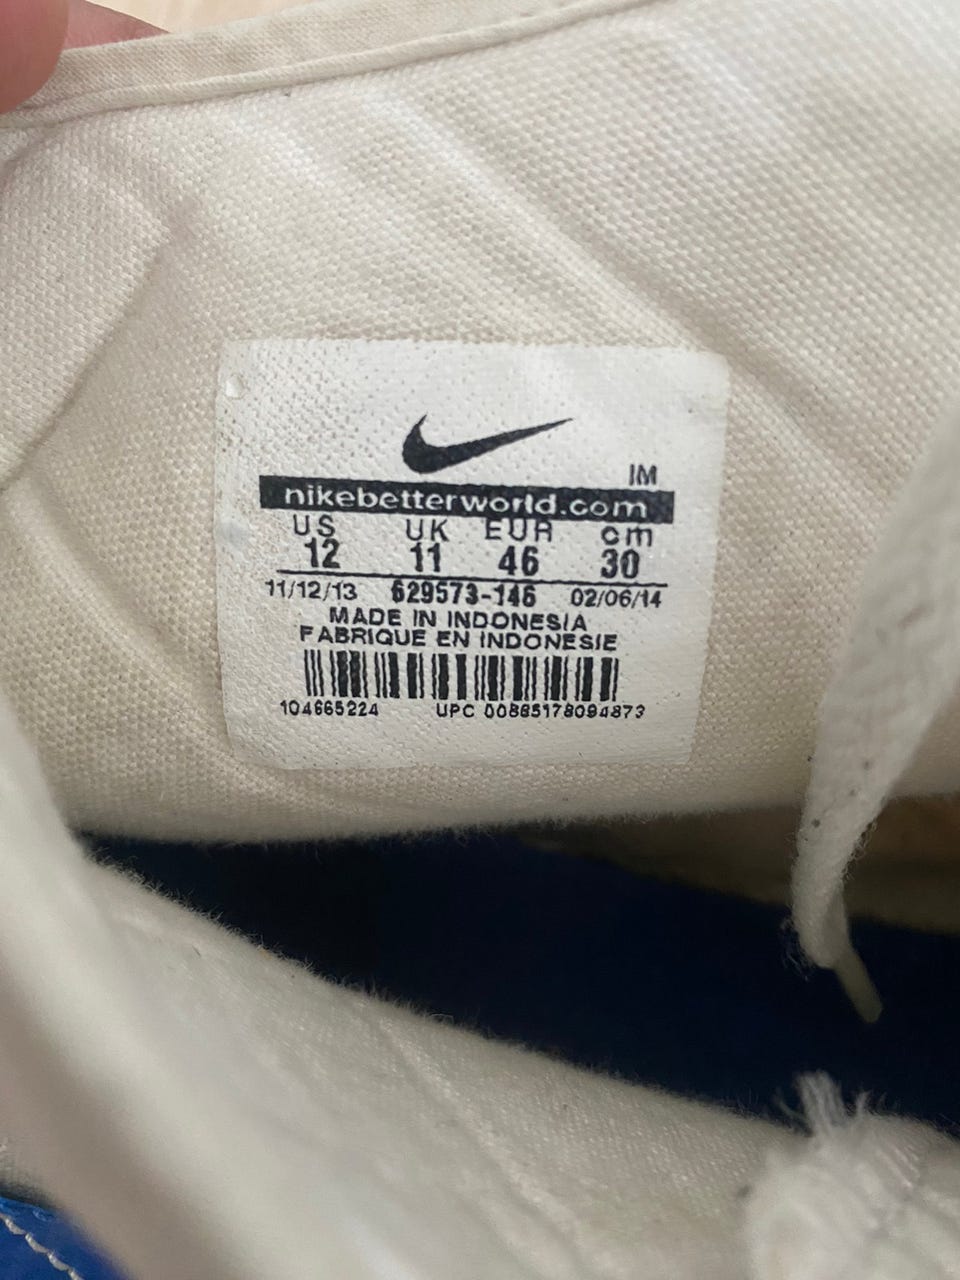 IM
nikebetterworld.com
US UK EUR cm
12 11 46 30
11/12/13 629573-146 02/06/14
MADE IN INDONESIA
FABRIQUE EN INDONESIE
104665224 UPC 00885178094873